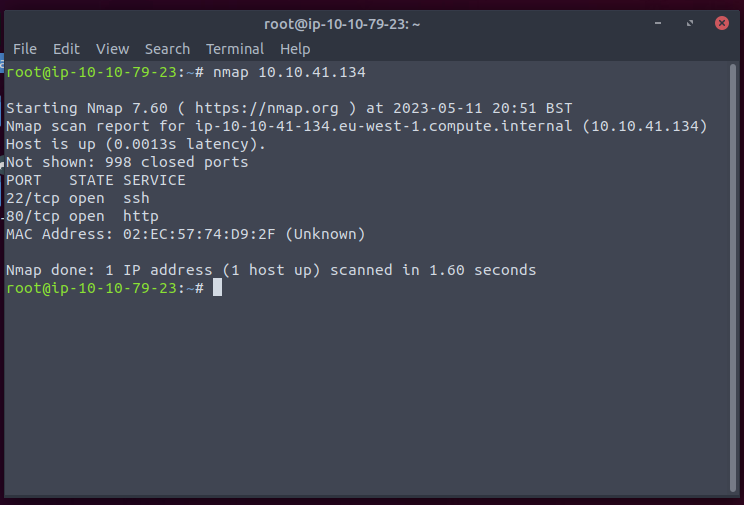 root@ip-10-10-79-23: ~
File Edit View Search Terminal Help
root@ip-10-10-79-23:~# nmap 10.10.41.134
Starting Nmap 7.60 ( https://nmap.org ) at 2023-05-11 20:51 BST
Nmap scan report for ip-10-10-41-134.eu-west-1.compute.internal (10.10.41.134)
Host is up (0.0013s latency).
Not shown: 998 closed ports
PORT   STATE SERVICE
22/tcp open  ssh
80/tcp open  http
MAC Address: 02:EC:57:74:D9:2F (Unknown)
Nmap done: 1 IP address (1 host up) scanned in 1.60 seconds
root@ip-10-10-79-23:~#